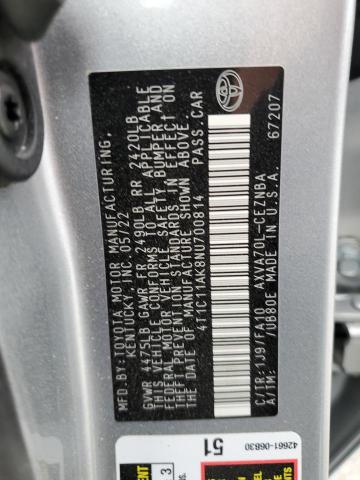 MFD.BY:TOYOTA MOTOR MANUFACTURING,
KENTUCKY,INC. 05/22
GVWR 4475LB GAWR FR 2490LB RR 2420LB
THIS VEHICLE CONFORMS TO ALL APPLICABLE
FEDERAL MOTOR VEHICLE SAFETY, BUMPER AND
THEFT PREVENTION STANDARDS IN EFFECT ON
THE DATE OF MANUFACTURE SHOWN ABOVE.
4T1C11AK8NU700814 PASS.CAR
C/TR:1J9/FA10 AXVA70L-CEZNBA
/UB80E MADE IN U.S.A. 67207
TOYOTA
42661-06B30
51
3